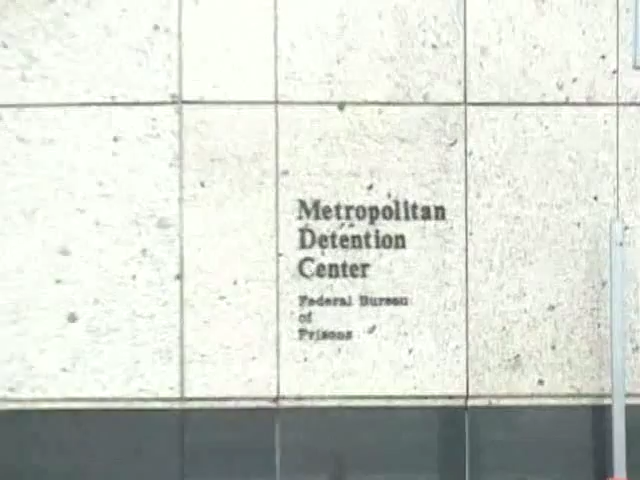 Metropolitan
Detention
Center
Federal Bureau
of
Prisons